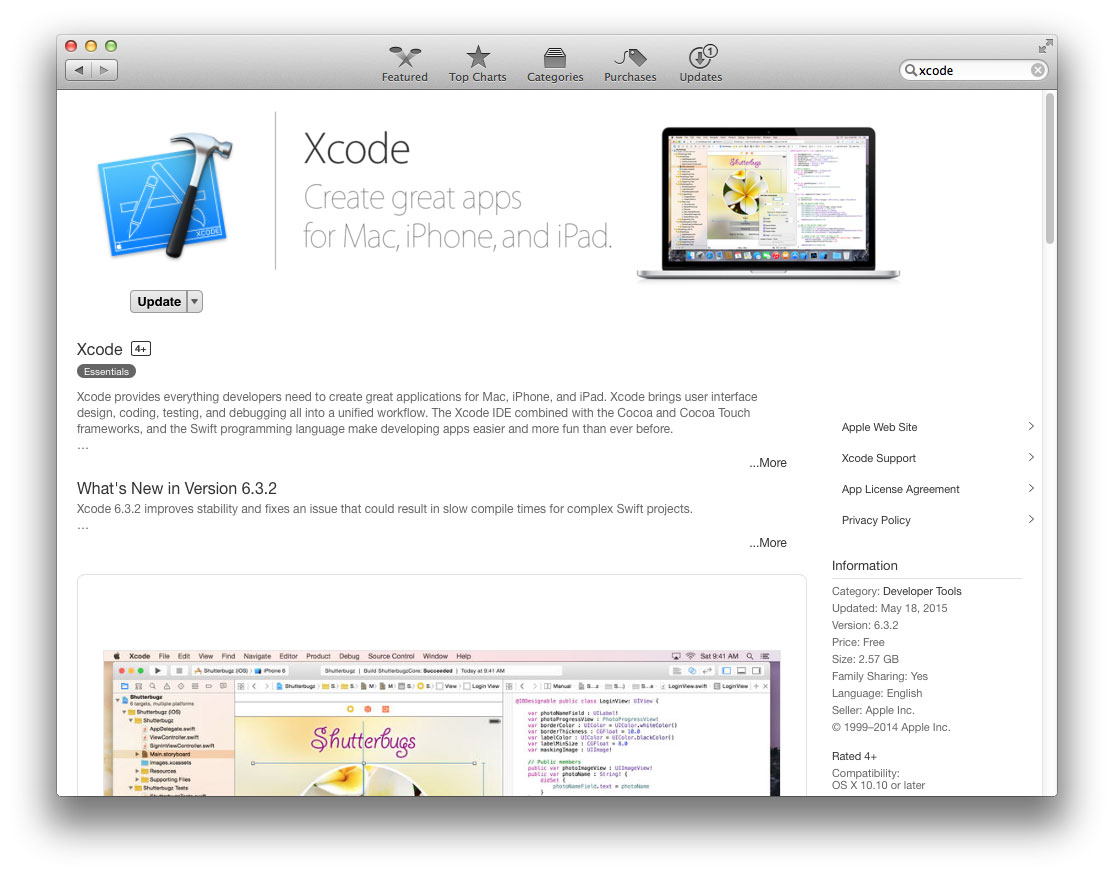 Featured
Top Charts
Categories
Purchases
1
Updates
xcode
XCODE
Xcode
Create great apps
for Mac, iPhone, and iPad.
Shutterbugs
Update
Xcode 4+
Essentials
Xcode provides everything developers need to create great applications for Mac, iPhone, and iPad. Xcode brings user interface
design, coding, testing, and debugging all into a unified workflow. The Xcode IDE combined with the Cocoa and Cocoa Touch
frameworks, and the Swift programming language make developing apps easier and more fun than ever before.
...
...More
What's New in Version 6.3.2
Xcode 6.3.2 improves stability and fixes an issue that could result in slow compile times for complex Swift projects.
...
...More
Apple Web Site
Xcode Support
App License Agreement
Privacy Policy
Information
Category: Developer Tools
Updated: May 18, 2015
Version: 6.3.2
Price: Free
Size: 2.57 GB
Family Sharing: Yes
Language: English
Seller: Apple Inc.
© 1999–2014 Apple Inc.
Rated 4+
Compatibility:
OS X 10.10 or later
Xcode File Edit View Find Navigate Editor Product Debug Source Control Window Help Sat 9:41 AM
Shutterbugz (iOS) iPhone 6 Shutterbugz | Build ShutterbugzCore: Succeeded | Today at 9:41 AM
Shutterbugz View Login View Manual LoginView.swift LoginView
Shutterbugz
6 targets, multiple platforms
Shutterbugz (iOS)
Shutterbugz
AppDelegate.swift
ViewController.swift
SignInViewController.swift
Main.storyboard
Images.xcassets
Resources
Supporting Files
Shutterbugz Tests
Shutterbugs
@IBDesignable public class LoginView: UIView {
var photoNameField : UILabel!
var photoProgressView : PhotoProgressView!
var borderColor : UIColor = UIColor.whiteColor()
var borderThickness : CGFloat = 10.0
var labelColor : UIColor = UIColor.blackColor()
var labelMinSize : CGFloat = 8.0
var maskingImage : UIImage!
// Public members
public var photoImageView : UIImageView!
public var photoName : String! {
didSet {
photoNameField.text = photoName
}